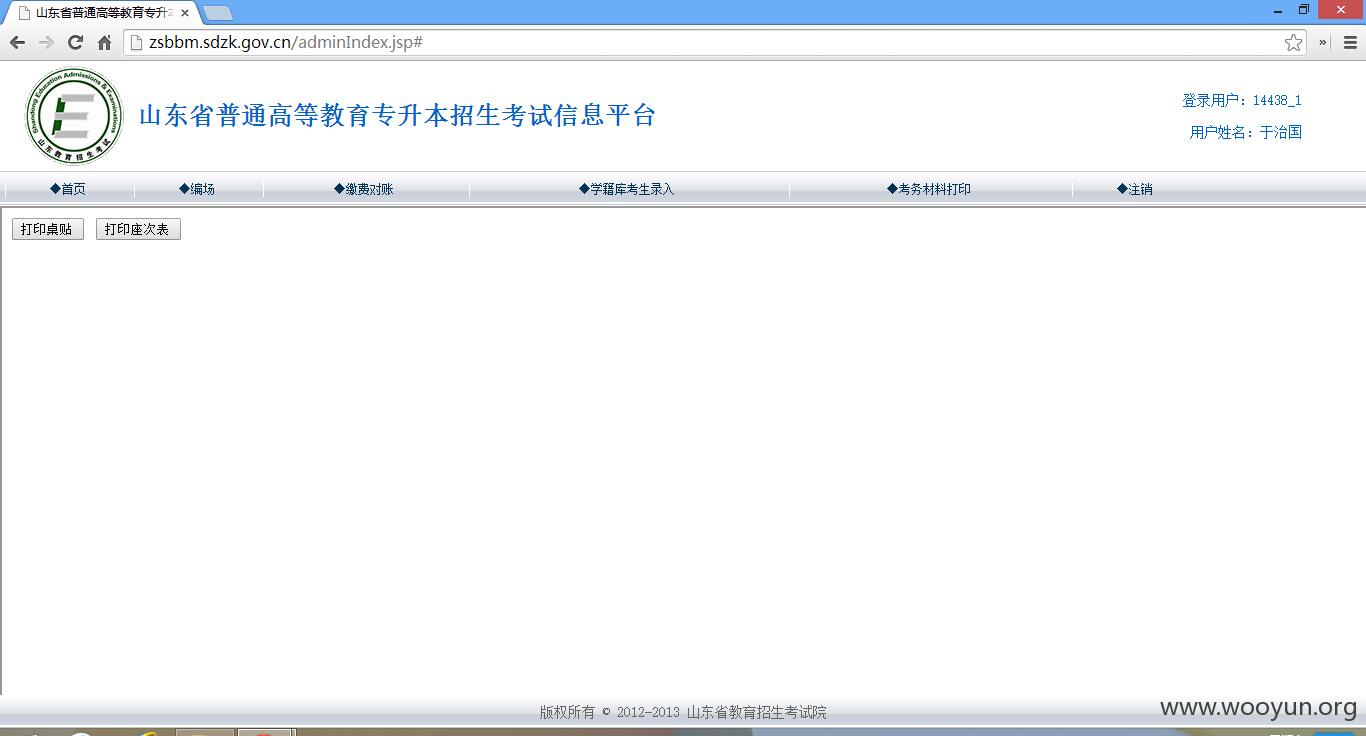 山东省普通高等教育专升
zsbbm.sdzk.gov.cn/adminIndex.jsp#
Shandong Education Admissions & Examinations
山东教育招生考试
山东省普通高等教育专升本招生考试信息平台
登录用户：14438_1
用户姓名：于治国
◆首页
◆编场
◆缴费对账
◆学籍库考生录入
◆考务材料打印
◆注销
打印桌贴
打印座次表
版权所有 © 2012-2013 山东省教育招生考试院
www.wooyun.org